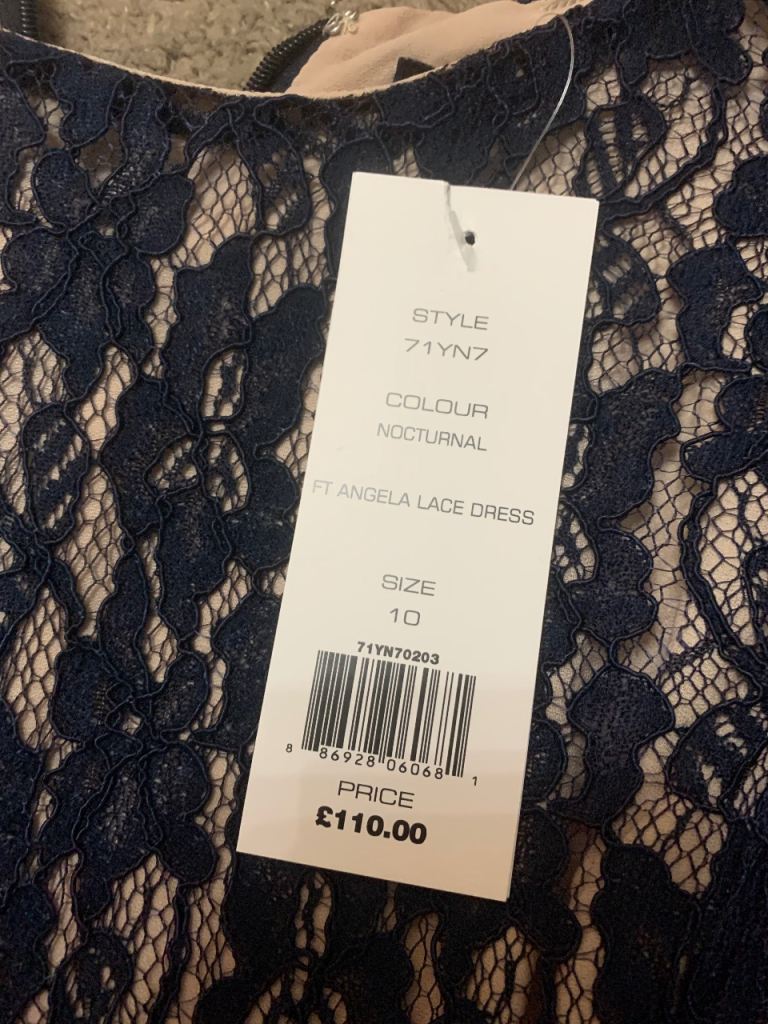 STYLE
71YN7
COLOUR
NOCTURNAL
FT ANGELA LACE DRESS
SIZE
10
71YN70203
8 86928 06068 1
PRICE
£110.00